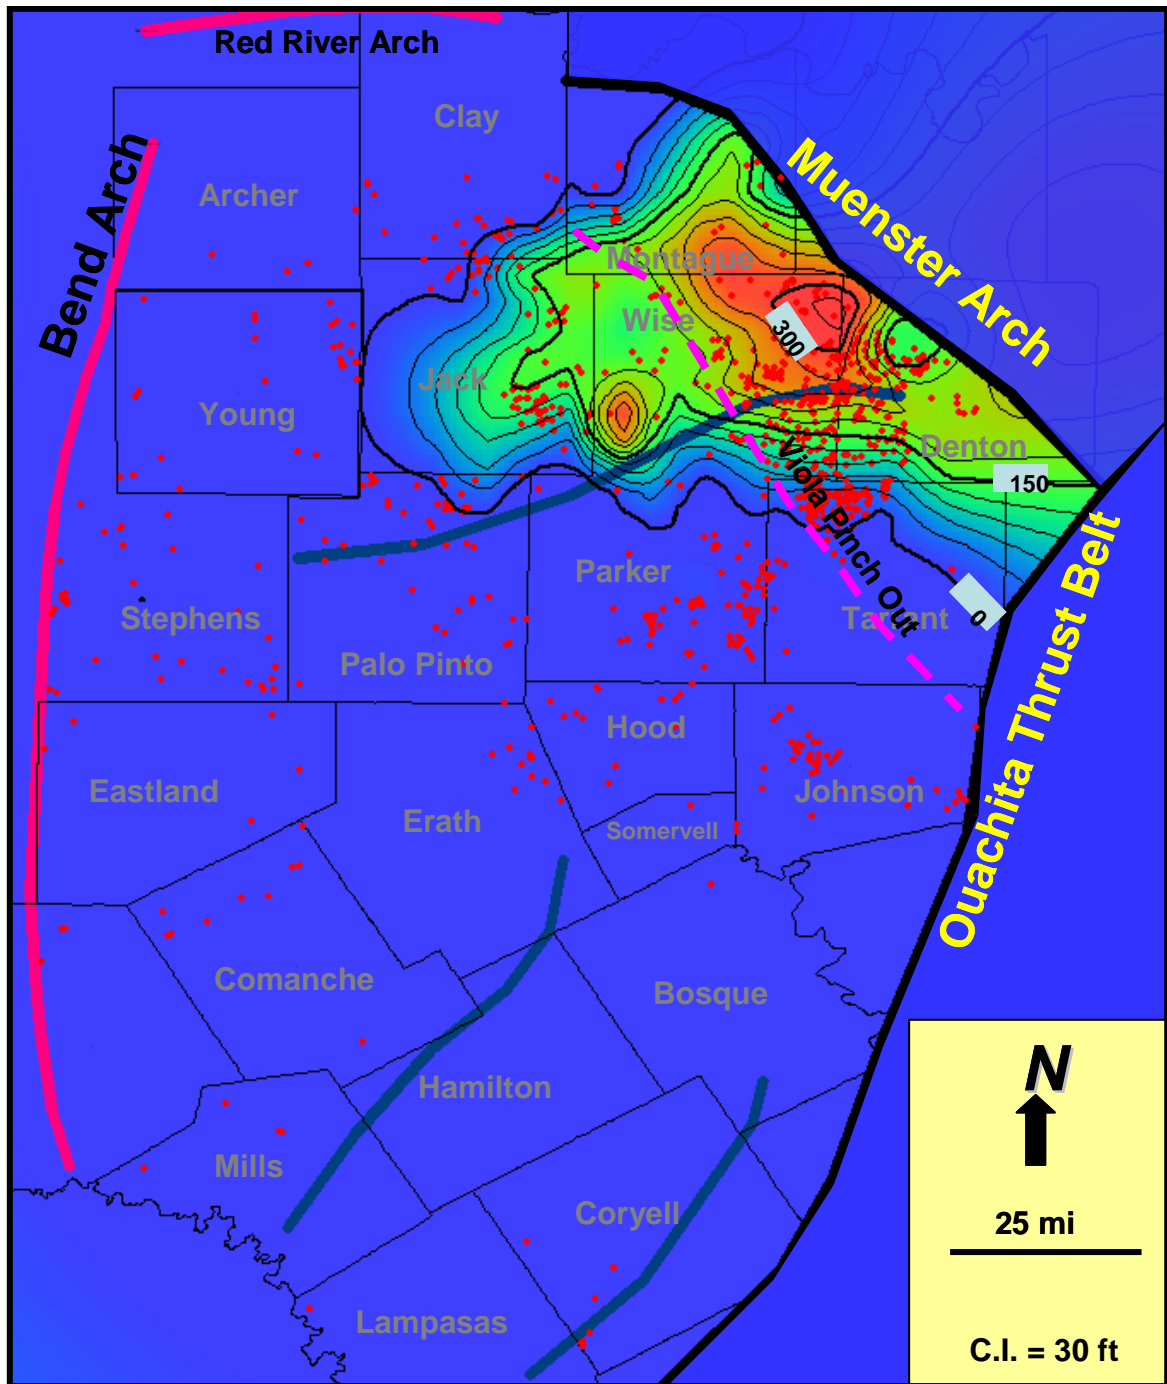 Red River Arch
Clay
Bend Arch
Archer
Muenster Arch
Montague
Wise
300
Jack
Young
Denton
Viola Pinch Out
150
Parker
Stephens
Tarrant
0
Palo Pinto
Ouachita Thrust Belt
Hood
Eastland
Johnson
Erath
Somervell
Comanche
Bosque
Hamilton
Mills
Coryell
Lampasas
N
25 mi
C.I. = 30 ft